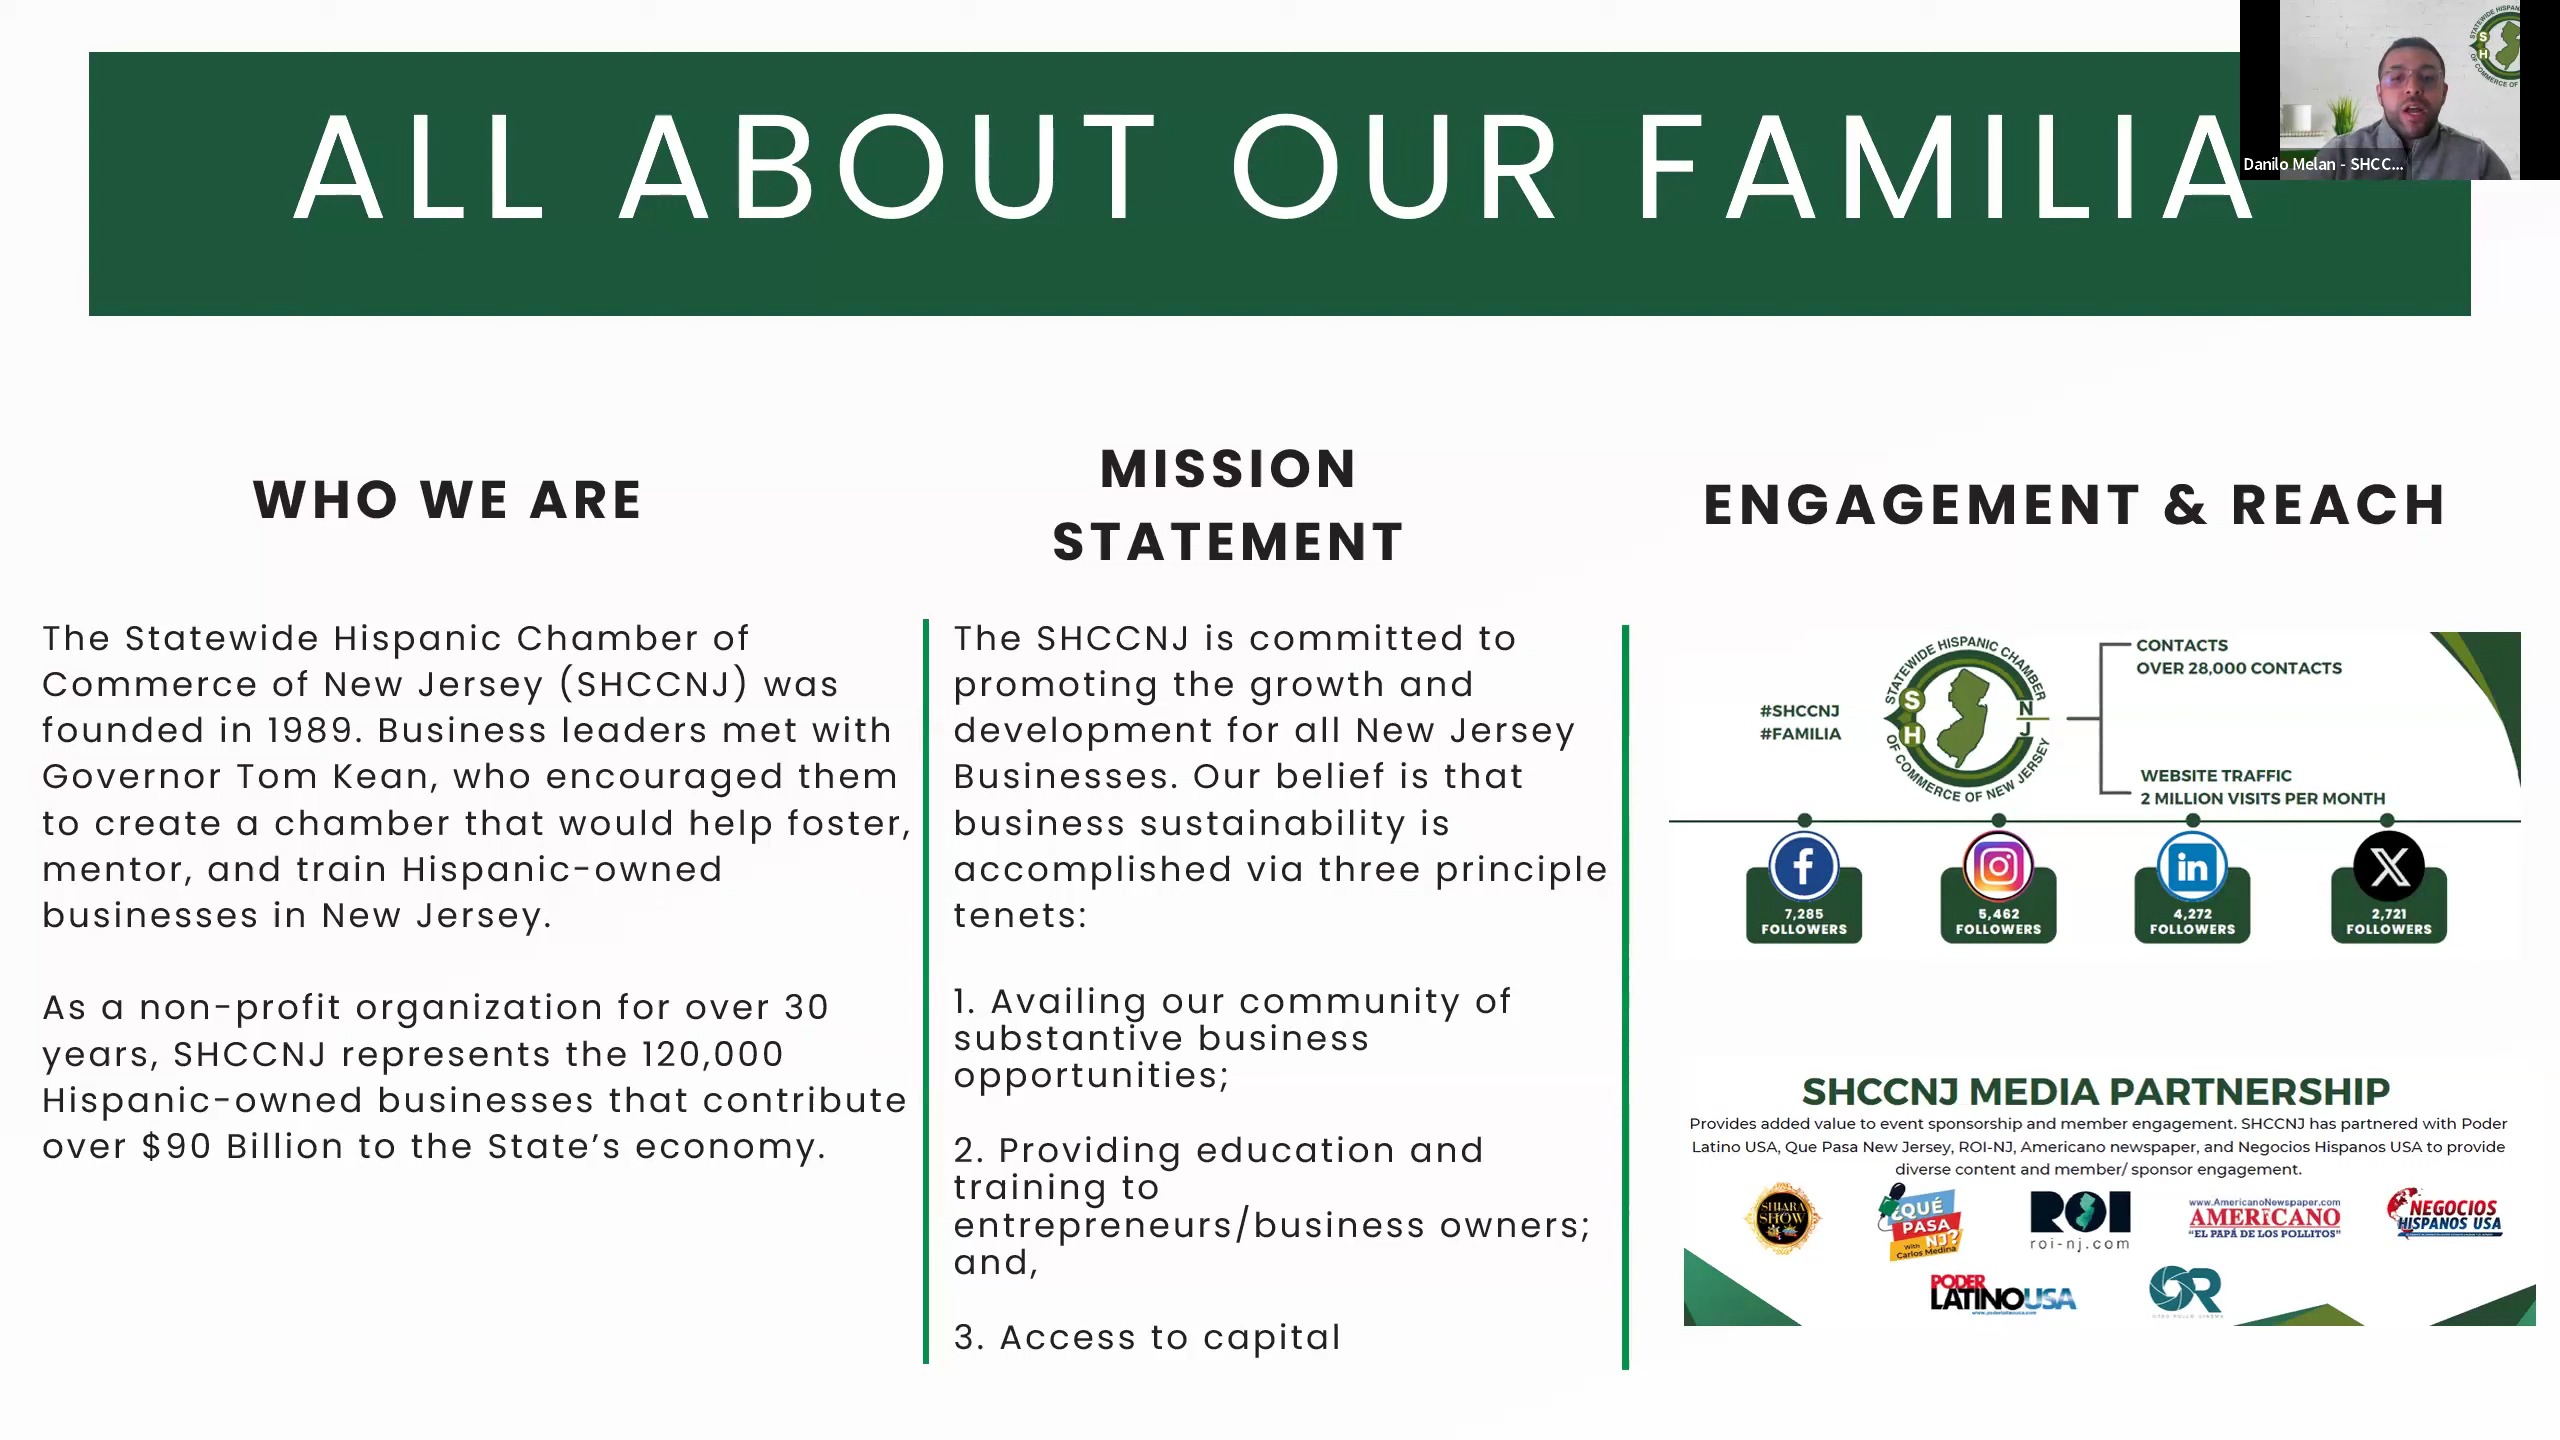 ALL ABOUT OUR FAMILIA
Danilo Melan - SHCC...
WHO WE ARE
The Statewide Hispanic Chamber of
Commerce of New Jersey (SHCCNJ) was
founded in 1989. Business leaders met with
Governor Tom Kean, who encouraged them
to create a chamber that would help foster,
mentor, and train Hispanic-owned
businesses in New Jersey.
As a non-profit organization for over 30
years, SHCCNJ represents the 120,000
Hispanic-owned businesses that contribute
over $90 Billion to the State’s economy.
MISSION
STATEMENT
The SHCCNJ is committed to
promoting the growth and
development for all New Jersey
Businesses. Our belief is that
business sustainability is
accomplished via three principle
tenets:
1. Availing our community of
substantive business
opportunities;
2. Providing education and
training to
entrepreneurs/business owners;
and,
3. Access to capital
ENGAGEMENT & REACH
#SHCCNJ
#FAMILIA
STATEWIDE HISPANIC CHAMBER
OF COMMERCE OF NEW JERSEY
S
H
N
J
CONTACTS
OVER 28,000 CONTACTS
WEBSITE TRAFFIC
2 MILLION VISITS PER MONTH
7,285
FOLLOWERS
5,462
FOLLOWERS
4,272
FOLLOWERS
2,721
FOLLOWERS
SHCCNJ MEDIA PARTNERSHIP
Provides added value to event sponsorship and member engagement. SHCCNJ has partnered with Poder
Latino USA, Que Pasa New Jersey, ROI-NJ, Americano newspaper, and Negocios Hispanos USA to provide
diverse content and member/ sponsor engagement.
SHIARA
SHOW
¿QUÉ
PASA
NJ?
With
Carlos Medina
ROI
roi-nj.com
www.AmericanoNewspaper.com
AMERICANO
“EL PAPÁ DE LOS POLLITOS”
NEGOCIOS
HISPANOS USA
PODER
LATINOUSA
OR